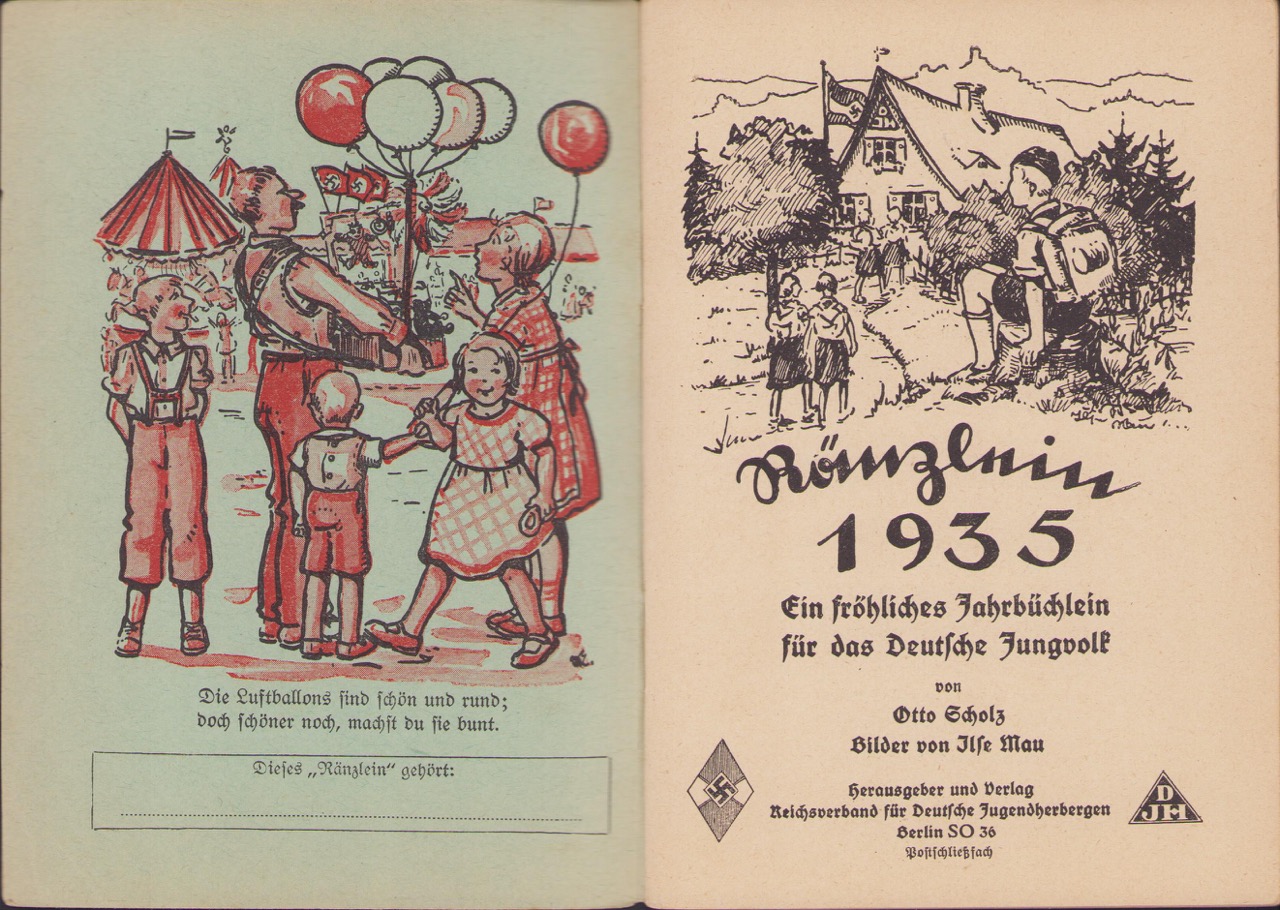 Die Luftballons sind schön und rund;
doch schöner noch, machst du sie bunt.
Dieses „Ränzlein“ gehört:
Ränzlein
1935
Ein fröhliches Jahrbüchlein
für das Deutsche Jungvolk
von
Otto Scholz
Bilder von Ilse Mau
Herausgeber und Verlag
Reichsverband für Deutsche Jugendherbergen
Berlin SO 36
Postschließfach
D
JH